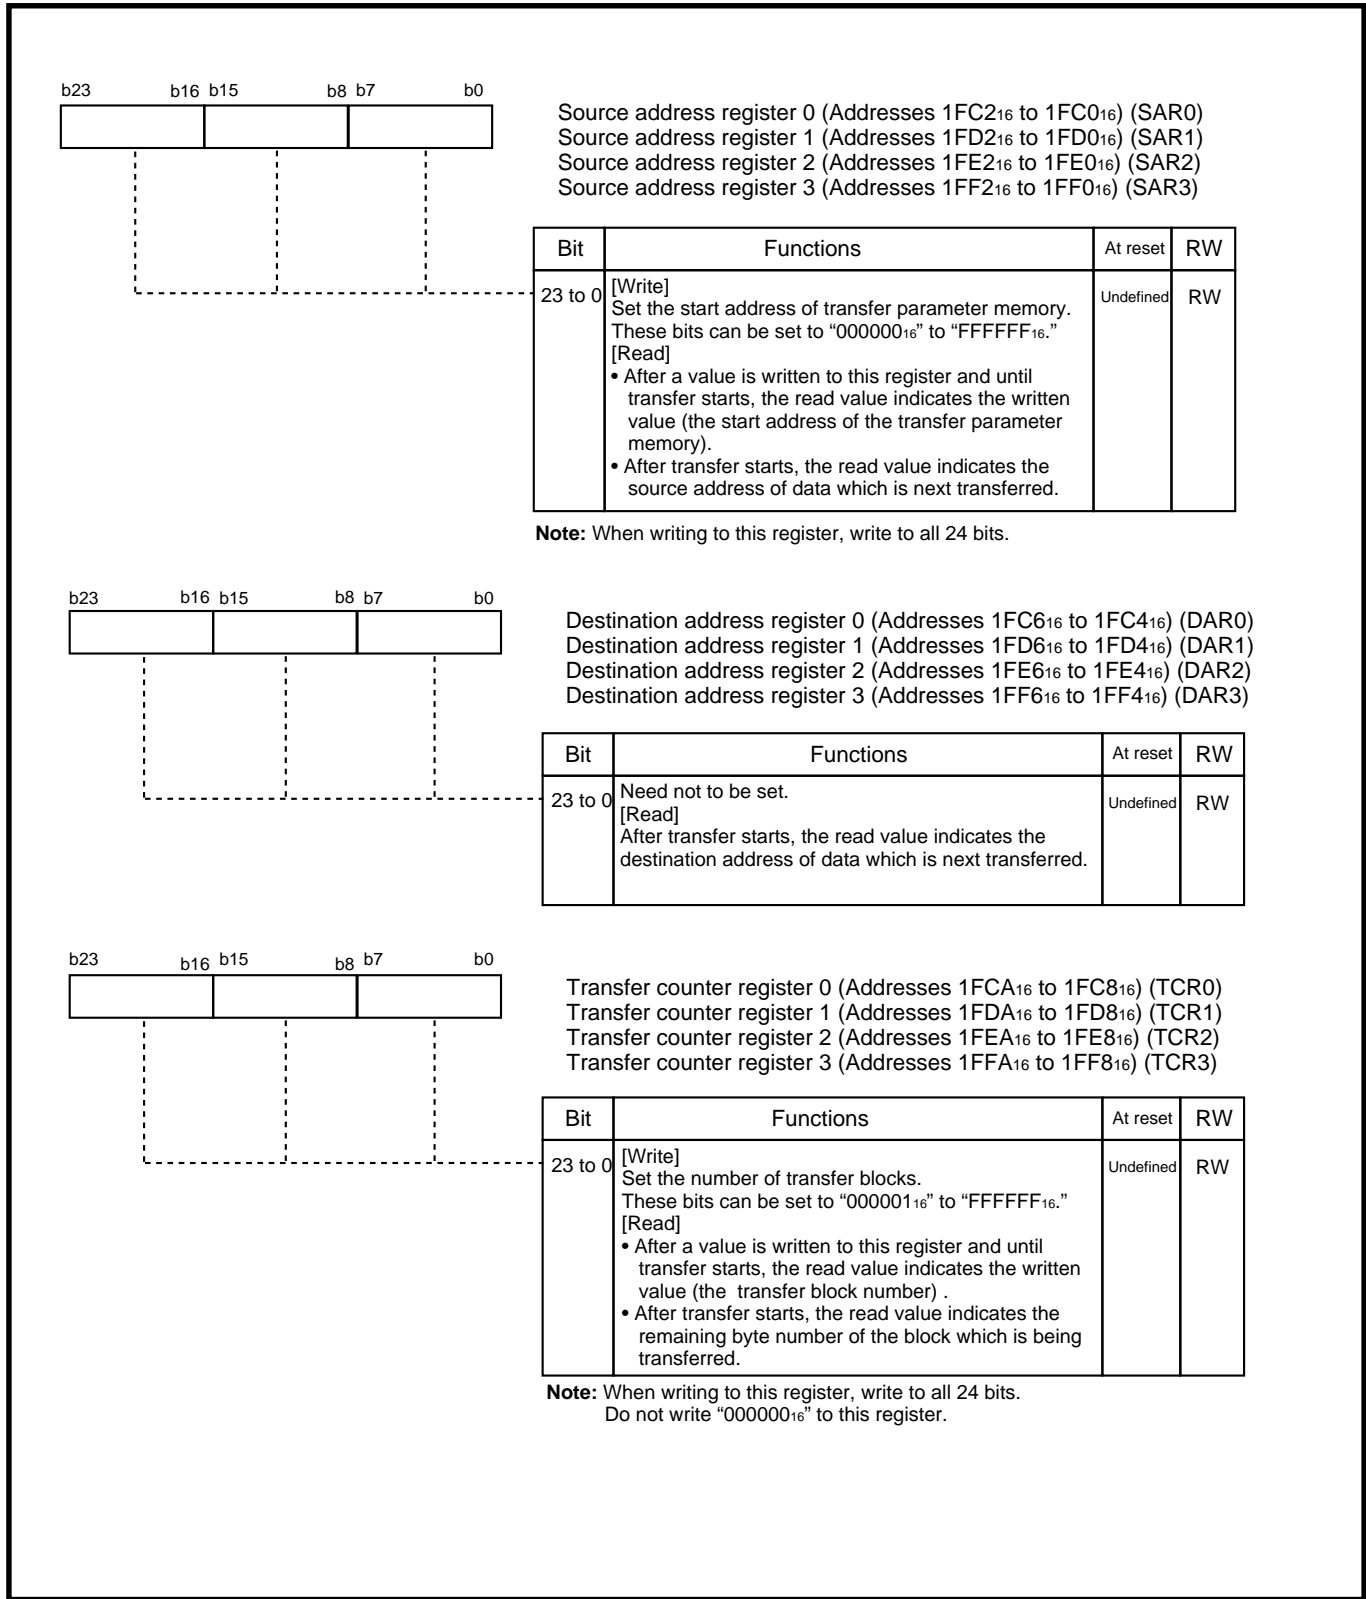 b23 b16 b15 b8 b7 b0
Source address register 0 (Addresses 1FC216 to 1FC016) (SAR0)
Source address register 1 (Addresses 1FD216 to 1FD016) (SAR1)
Source address register 2 (Addresses 1FE216 to 1FE016) (SAR2)
Source address register 3 (Addresses 1FF216 to 1FF016) (SAR3)
Bit Functions At reset RW
23 to 0 [Write] Undefined RW
Set the start address of transfer parameter memory.
These bits can be set to “00000016” to “FFFFFF16.”
[Read]
• After a value is written to this register and until
transfer starts, the read value indicates the written
value (the start address of the transfer parameter
memory).
• After transfer starts, the read value indicates the
source address of data which is next transferred.
Note: When writing to this register, write to all 24 bits.
b23 b16 b15 b8 b7 b0
Destination address register 0 (Addresses 1FC616 to 1FC416) (DAR0)
Destination address register 1 (Addresses 1FD616 to 1FD416) (DAR1)
Destination address register 2 (Addresses 1FE616 to 1FE416) (DAR2)
Destination address register 3 (Addresses 1FF616 to 1FF416) (DAR3)
Bit Functions At reset RW
23 to 0 Need not to be set. Undefined RW
[Read]
After transfer starts, the read value indicates the
destination address of data which is next transferred.
b23 b16 b15 b8 b7 b0
Transfer counter register 0 (Addresses 1FCA16 to 1FC816) (TCR0)
Transfer counter register 1 (Addresses 1FDA16 to 1FD816) (TCR1)
Transfer counter register 2 (Addresses 1FEA16 to 1FE816) (TCR2)
Transfer counter register 3 (Addresses 1FFA16 to 1FF816) (TCR3)
Bit Functions At reset RW
23 to 0 [Write] Undefined RW
Set the number of transfer blocks.
These bits can be set to “00000116” to “FFFFFF16.”
[Read]
• After a value is written to this register and until
transfer starts, the read value indicates the written
value (the transfer block number) .
• After transfer starts, the read value indicates the
remaining byte number of the block which is being
transferred.
Note: When writing to this register, write to all 24 bits.
Do not write “00000016” to this register.